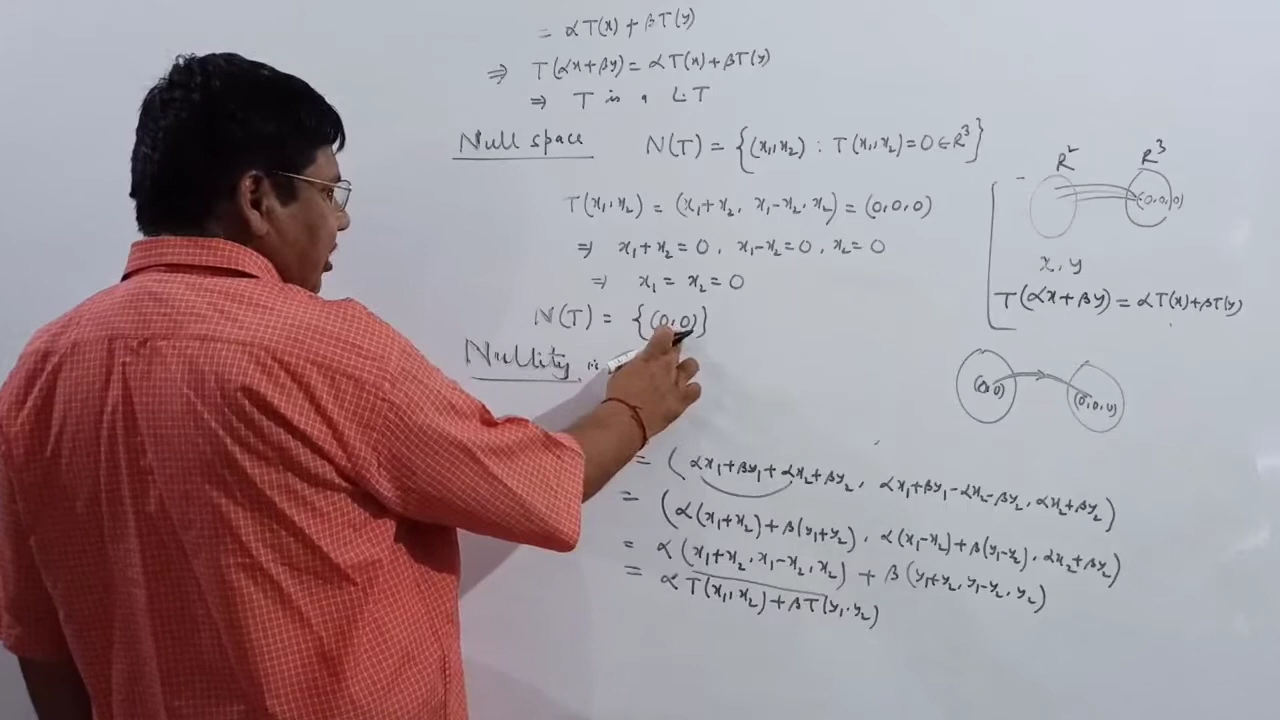 = αT(x) + βT(y)
⇒ T(αx+βy) = αT(x)+βT(y)
⇒ T is a L.T
Null space N(T) = {(x₁,x₂) : T(x₁,x₂)=0∈R³}
T(x₁,x₂) = (x₁+x₂, x₁-x₂, x₂) = (0,0,0)
⇒ x₁+x₂=0, x₁-x₂=0, x₂=0
⇒ x₁ = x₂ = 0
N(T) = {(0,0)}
Nullity
= (αx₁+βy₁+αx₂+βy₂, αx₁+βy₁-αx₂-βy₂, αx₂+βy₂)
= (α(x₁+x₂)+β(y₁+y₂), α(x₁-x₂)+β(y₁-y₂), αx₂+βy₂)
= α(x₁+x₂, x₁-x₂, x₂) + β(y₁+y₂, y₁-y₂, y₂)
= αT(x₁,x₂)+βT(y₁,y₂)
R² R³
(0,0,0)
x, y
T(αx+βy) = αT(x)+βT(y)
(0,0) (0,0,0)